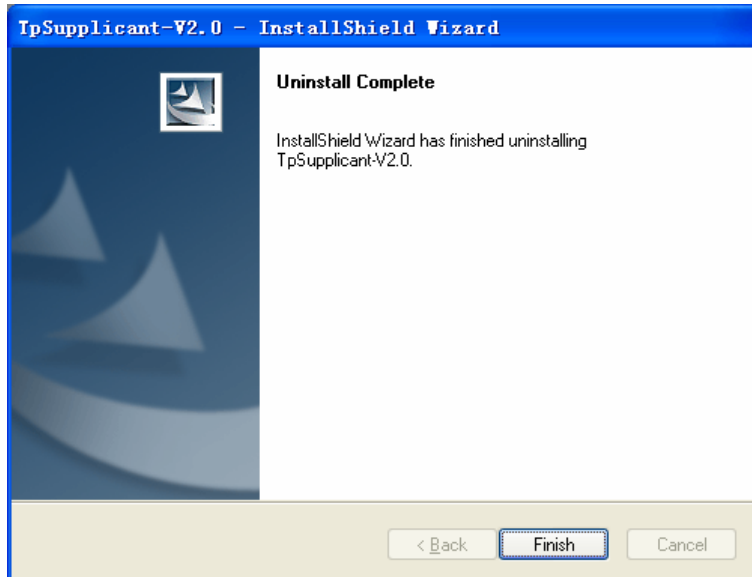 TpSupplicant-V2.0 - InstallShield Wizard
Uninstall Complete
InstallShield Wizard has finished uninstalling
TpSupplicant-V2.0.
< Back Finish Cancel